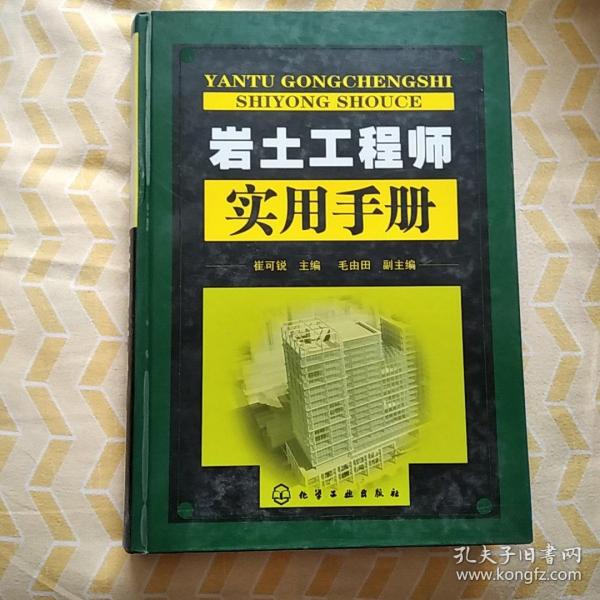 YANTU GONGCHENGSHI
SHIYONG SHOUCE
岩土工程师
实用手册
崔可锐 主编 毛由田 副主编
化学工业出版社
孔夫子旧书网
www.kongfz.com